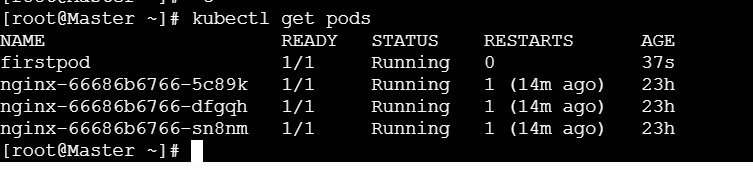 [root@Master ~]# kubectl get pods
NAME READY STATUS RESTARTS AGE
firstpod 1/1 Running 0 37s
nginx-66686b6766-5c89k 1/1 Running 1 (14m ago) 23h
nginx-66686b6766-dfgqh 1/1 Running 1 (14m ago) 23h
nginx-66686b6766-sn8nm 1/1 Running 1 (14m ago) 23h
[root@Master ~]#